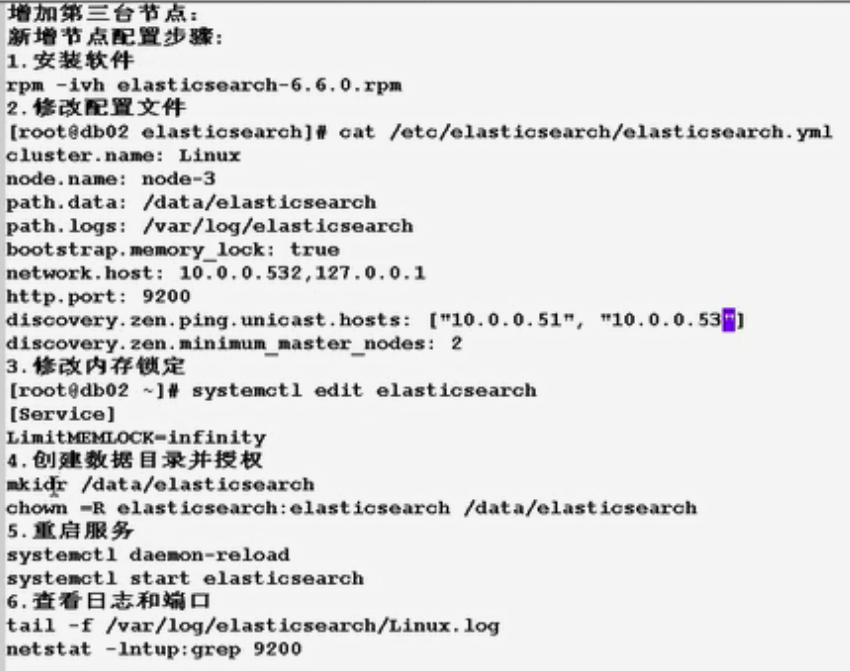 增加第三台节点:
新增节点配置步骤:
1.安装软件
rpm -ivh elasticsearch-6.6.0.rpm
2.修改配置文件
[root@db02 elasticsearch]# cat /etc/elasticsearch/elasticsearch.yml
cluster.name: Linux
node.name: node-3
path.data: /data/elasticsearch
path.logs: /var/log/elasticsearch
bootstrap.memory_lock: true
network.host: 10.0.0.532,127.0.0.1
http.port: 9200
discovery.zen.ping.unicast.hosts: ["10.0.0.51", "10.0.0.53"]
discovery.zen.minimum_master_nodes: 2
3.修改内存锁定
[root@db02 ~]# systemctl edit elasticsearch
[Service]
LimitMEMLOCK=infinity
4.创建数据目录并授权
mkidr /data/elasticsearch
chown =R elasticsearch:elasticsearch /data/elasticsearch
5.重启服务
systemctl daemon-reload
systemctl start elasticsearch
6.查看日志和端口
tail -f /var/log/elasticsearch/Linux.log
netstat -lntup:grep 9200